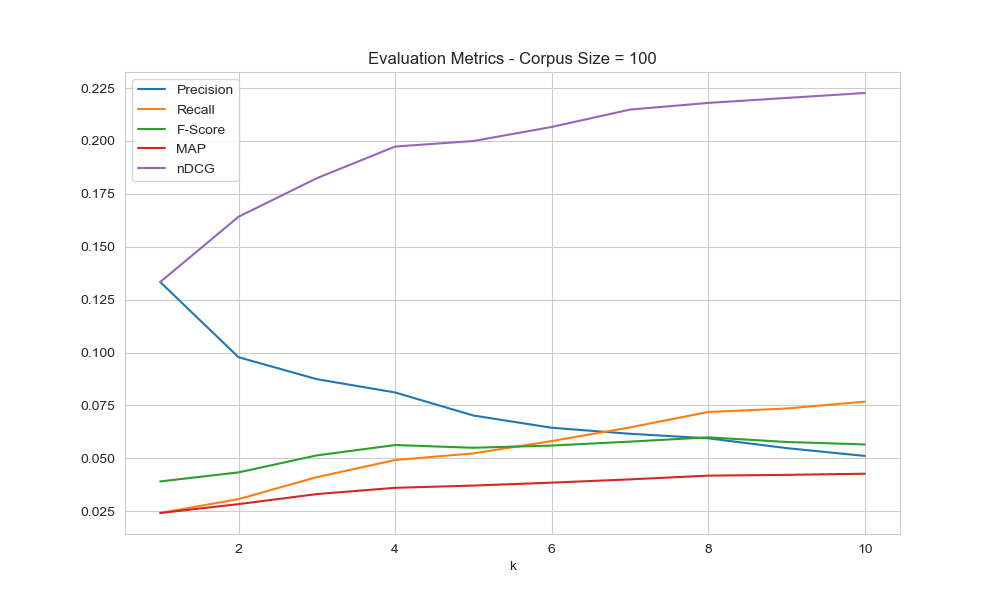 Evaluation Metrics - Corpus Size = 100
Precision
Recall
F-Score
MAP
nDCG
0.225
0.200
0.175
0.150
0.125
0.100
0.075
0.050
0.025
2 4 6 8 10
k